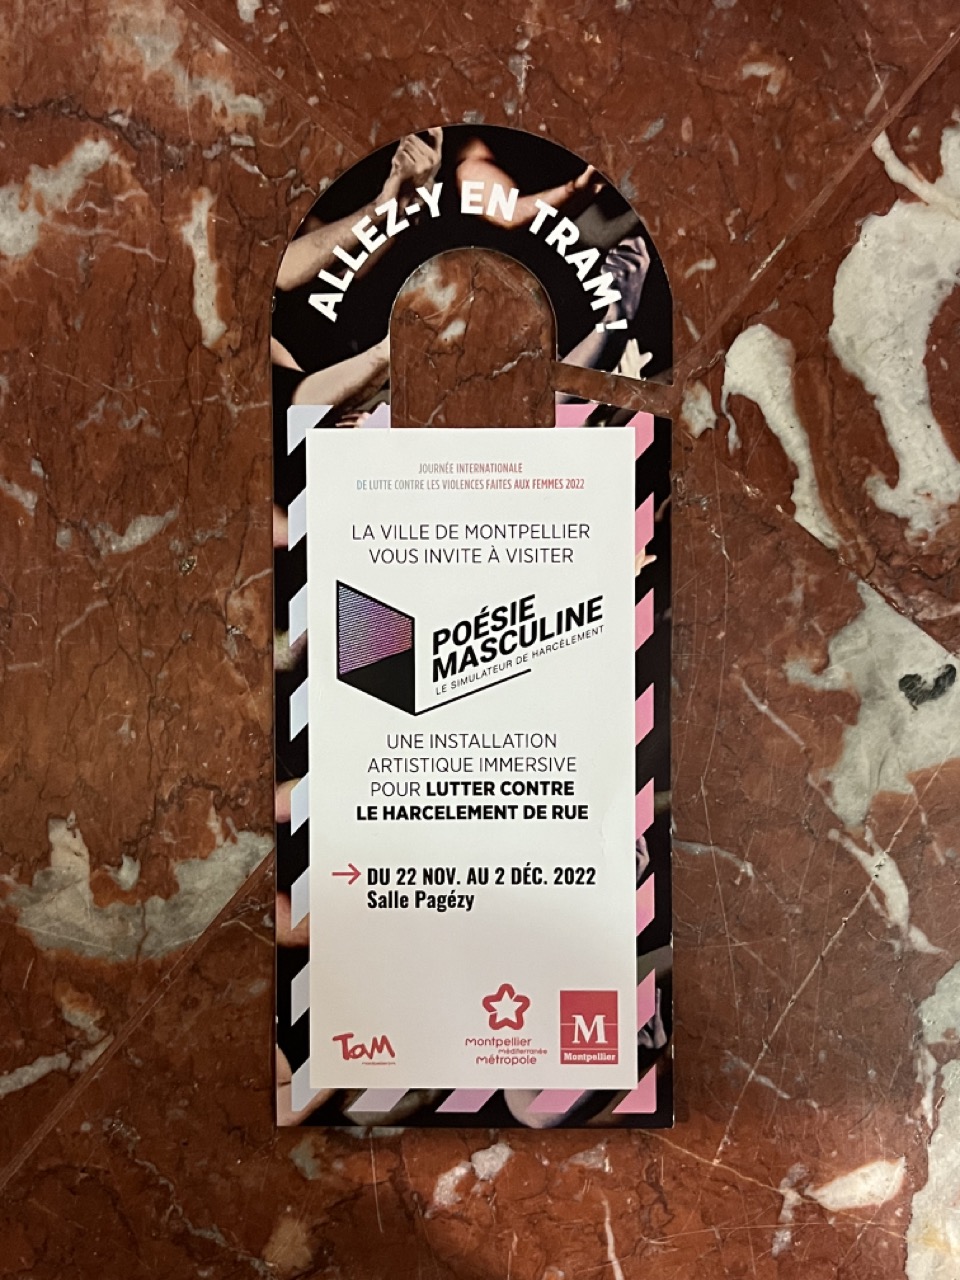 ALLEZ-Y EN TRAM!
JOURNÉE INTERNATIONALE
DE LUTTE CONTRE LES VIOLENCES FAITES AUX FEMMES 2022
LA VILLE DE MONTPELLIER
VOUS INVITE À VISITER
POÉSIE
MASCULINE
LE SIMULATEUR DE HARCÈLEMENT
UNE INSTALLATION
ARTISTIQUE IMMERSIVE
POUR LUTTER CONTRE
LE HARCELEMENT DE RUE
→ DU 22 NOV. AU 2 DÉC. 2022
Salle Pagézy
TaM
montpellier
méditerranée
métropole
M
Montpellier